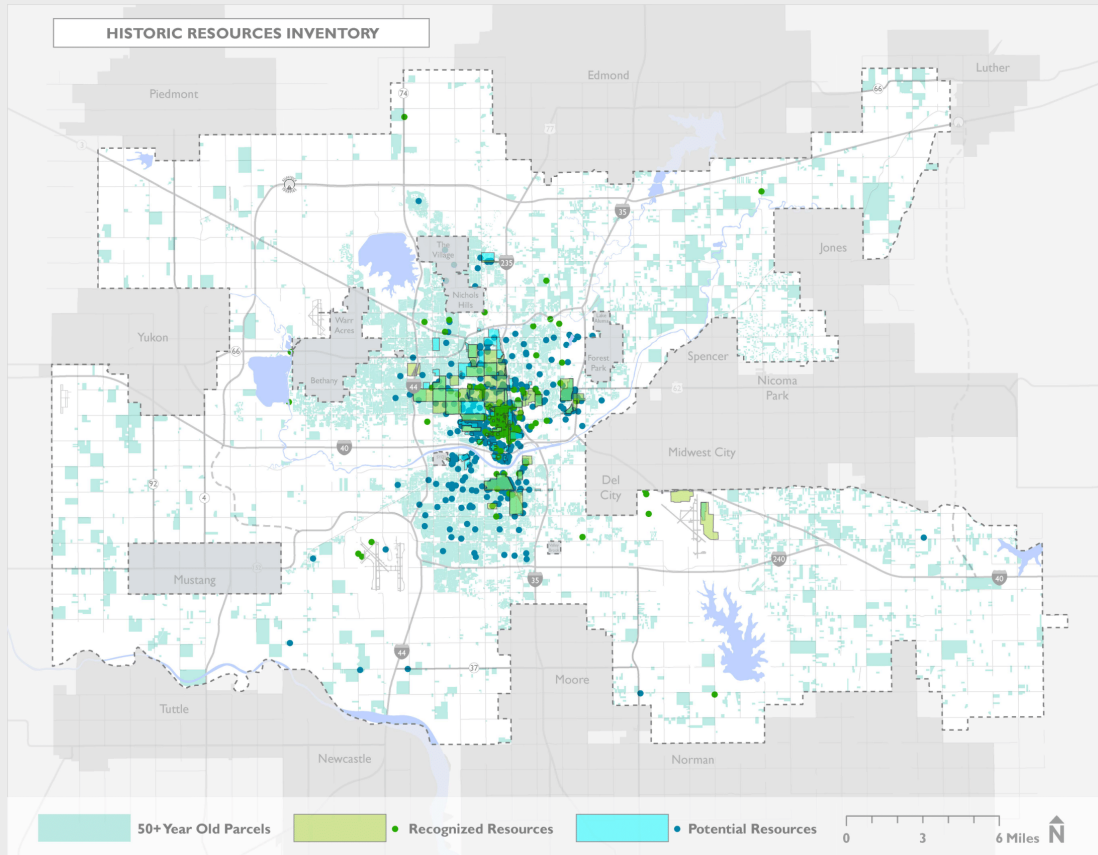 HISTORIC RESOURCES INVENTORY
Edmond
Luther
Piedmont
74
66
77
35
Jones
The
Village
235
Nichols
Hills
Warr
Acres
Yukon
66
Forest
Park
Spencer
Bethany
44
Nicoma
Park
62
40
Midwest City
92
4
Del
City
240
Mustang
35
40
44
37
Moore
Tuttle
Newcastle
Norman
50+ Year Old Parcels
Recognized Resources
Potential Resources
0 3 6 Miles N